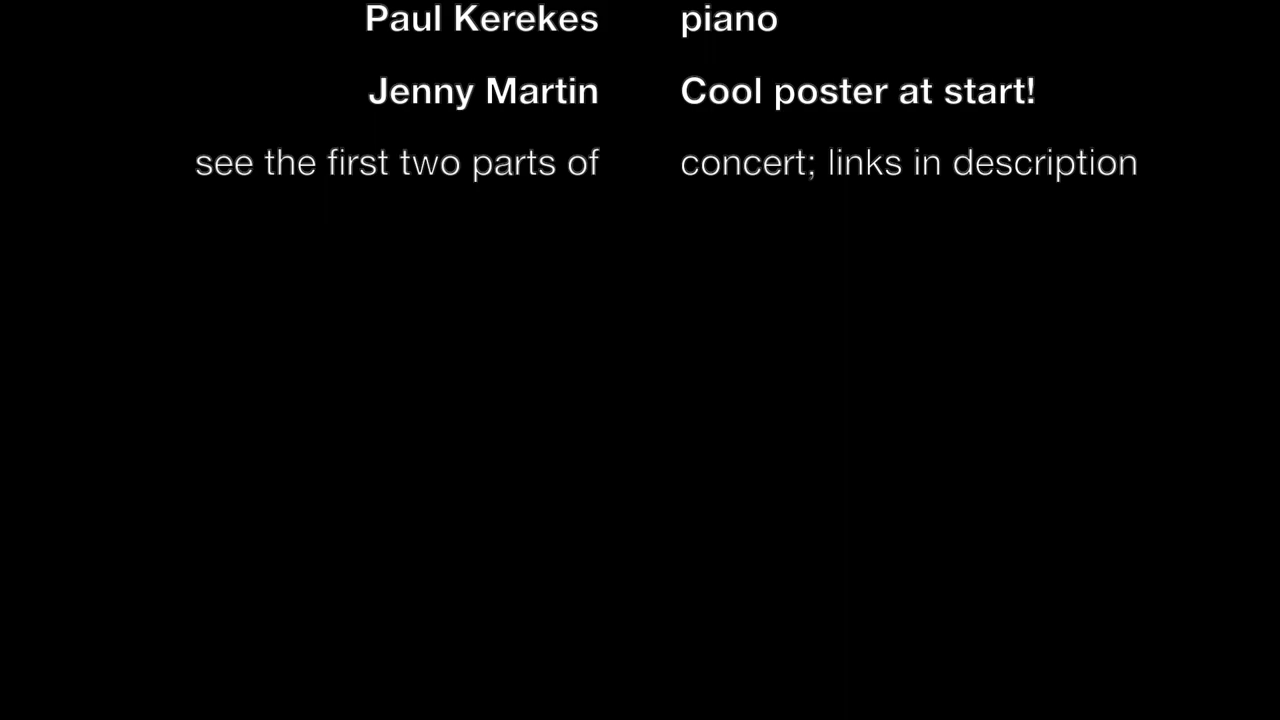 Paul Kerekes piano
Jenny Martin Cool poster at start!
see the first two parts of concert; links in description